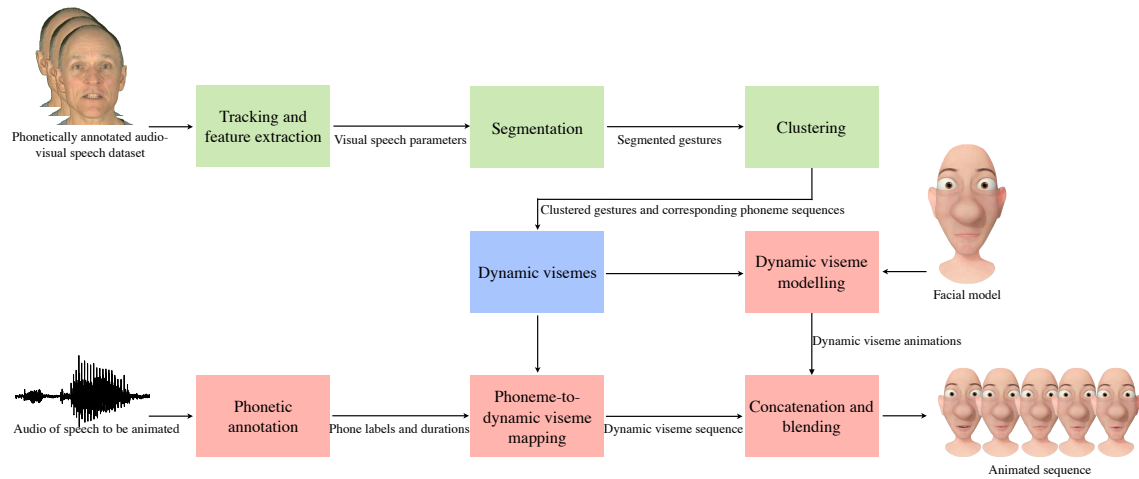 Tracking and
feature extraction
Segmentation
Clustering
Phonetically annotated audio-
visual speech dataset
Visual speech parameters
Segmented gestures
Clustered gestures and corresponding phoneme sequences
Dynamic visemes
Dynamic viseme
modelling
Facial model
Dynamic viseme animations
Phonetic
annotation
Phoneme-to-
dynamic viseme
mapping
Concatenation and
blending
Audio of speech to be animated
Phone labels and durations
Dynamic viseme sequence
Animated sequence